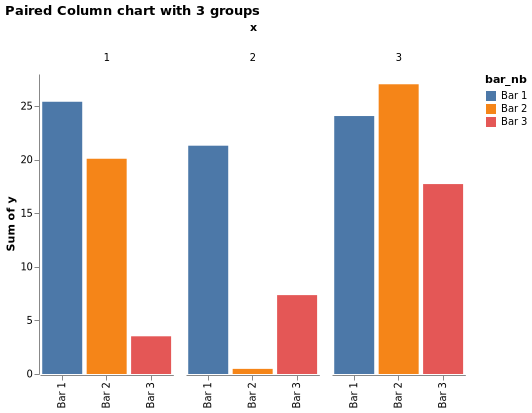 Paired Column chart with 3 groups
x
1 2 3
bar_nb
Bar 1
Bar 2
Bar 3
Sum of y
25
20
15
10
5
0
Bar 1 Bar 2 Bar 3 Bar 1 Bar 2 Bar 3 Bar 1 Bar 2 Bar 3